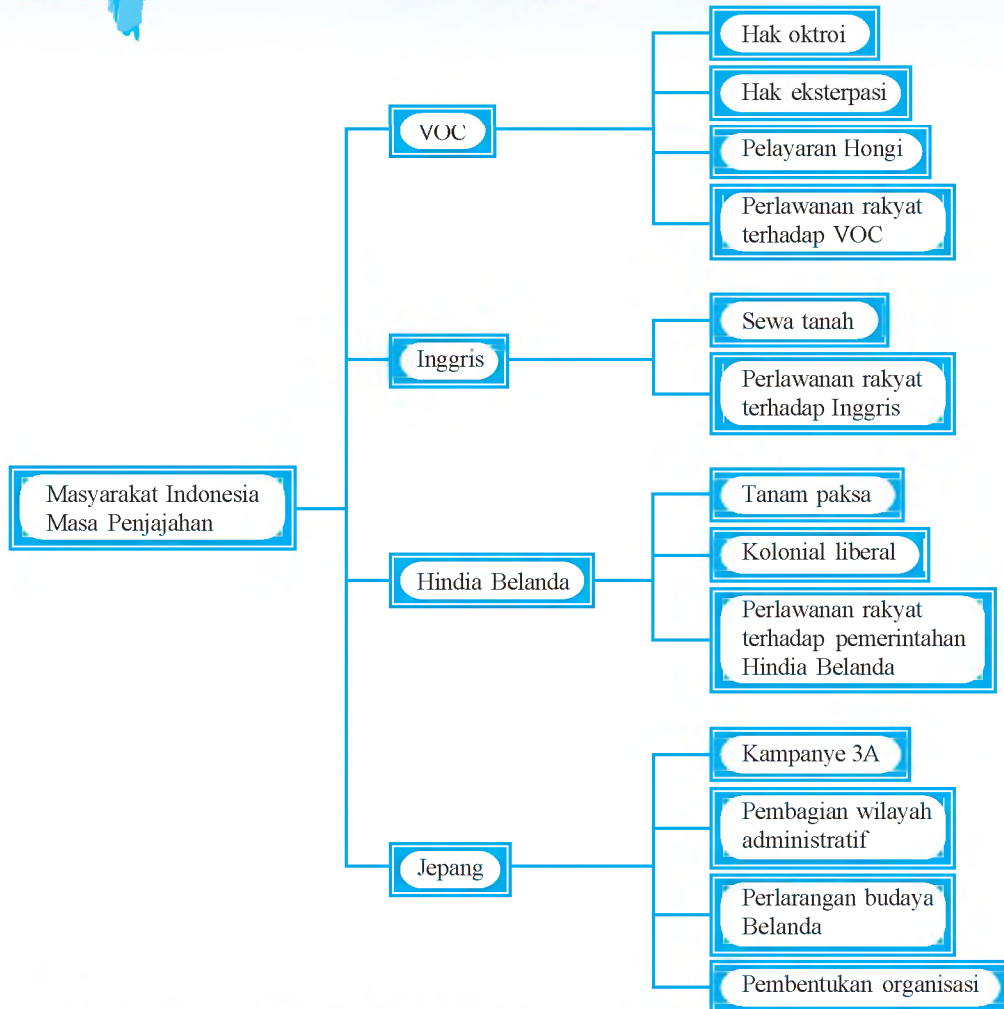 Masyarakat Indonesia
Masa Penjajahan
VOC
Hak oktroi
Hak eksterpasi
Pelayaran Hongi
Perlawanan rakyat
terhadap VOC
Inggris
Sewa tanah
Perlawanan rakyat
terhadap Inggris
Hindia Belanda
Tanam paksa
Kolonial liberal
Perlawanan rakyat
terhadap pemerintahan
Hindia Belanda
Jepang
Kampanye 3A
Pembagian wilayah
administratif
Perlarangan budaya
Belanda
Pembentukan organisasi